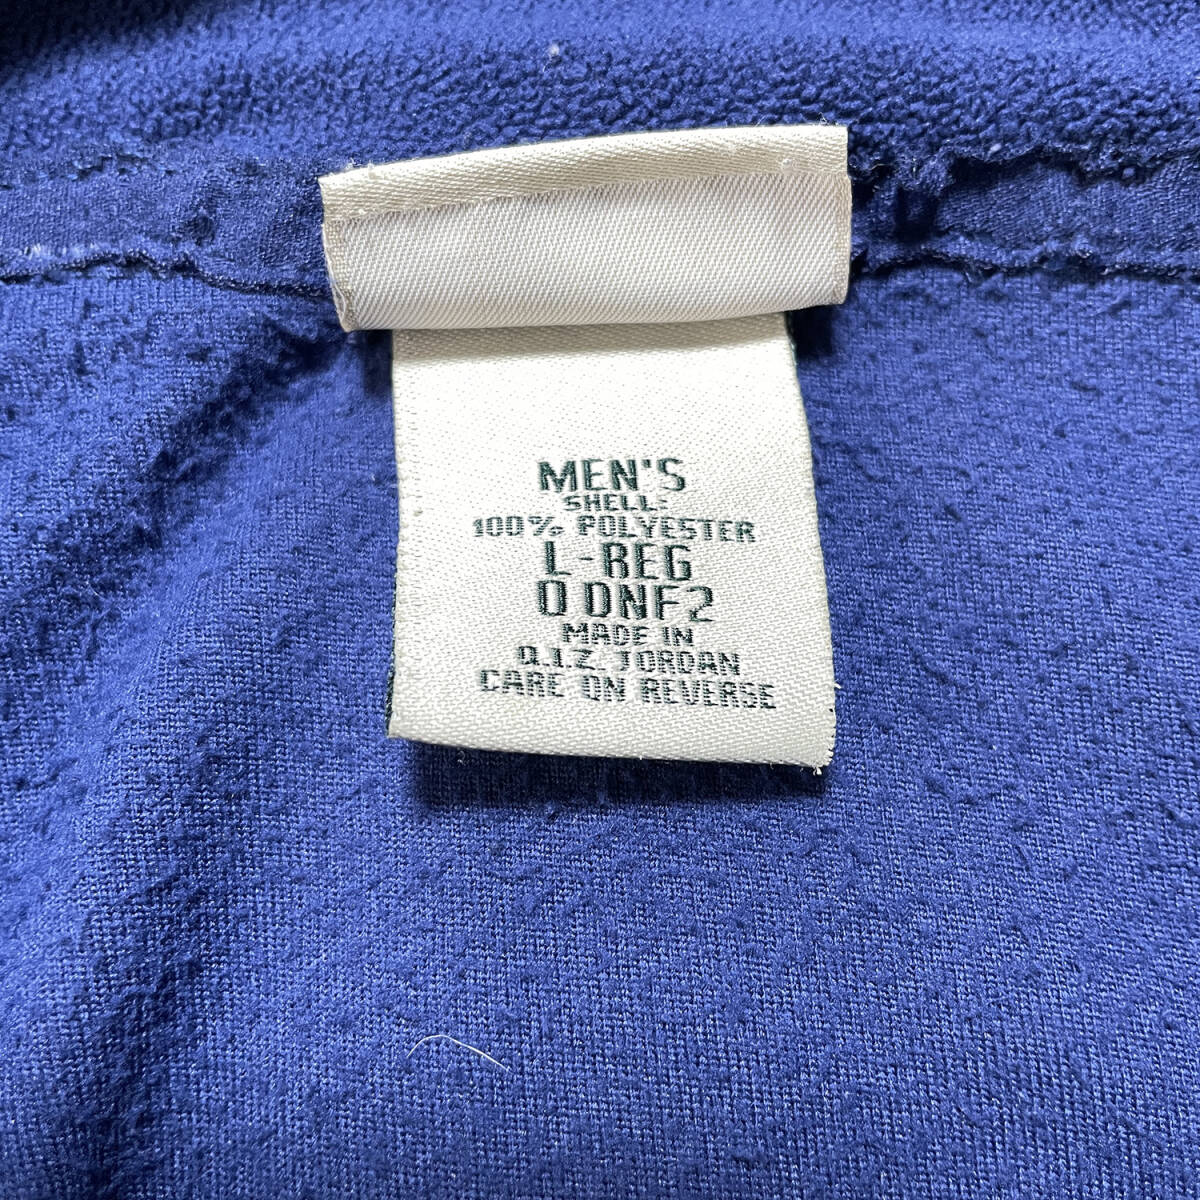 MEN'S
SHELL:
100% POLYESTER
L-REG
0 DNF2
MADE IN
Q.I.Z. JORDAN
CARE ON REVERSE